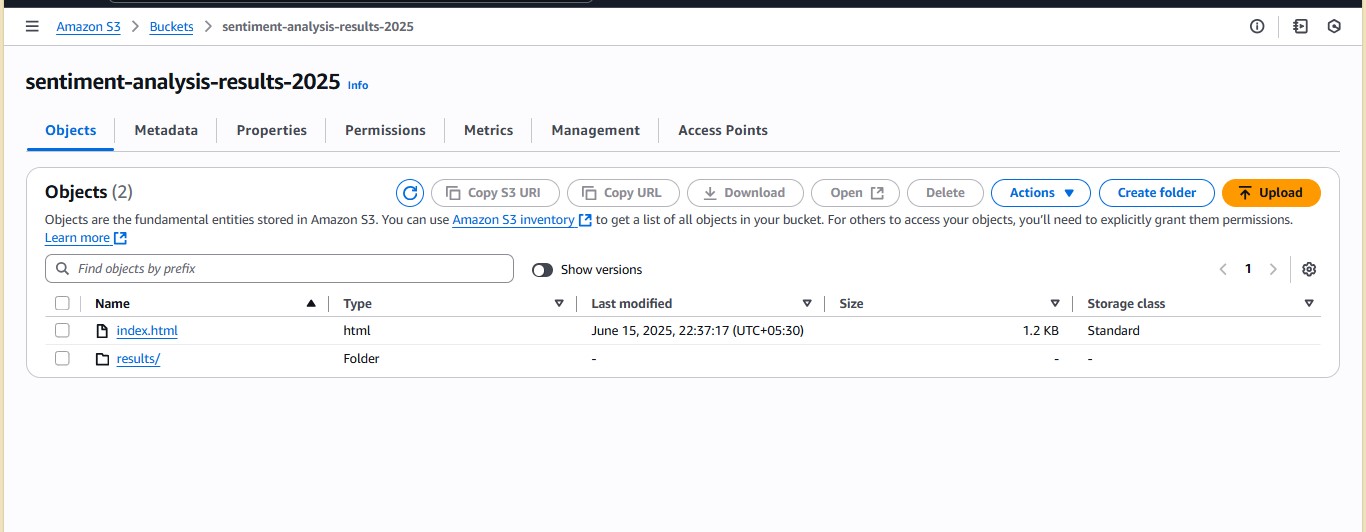 Amazon S3 > Buckets > sentiment-analysis-results-2025
sentiment-analysis-results-2025 Info
Objects Metadata Properties Permissions Metrics Management Access Points
Objects (2) Copy S3 URI Copy URL Download Open Delete Actions Create folder Upload
Objects are the fundamental entities stored in Amazon S3. You can use Amazon S3 inventory to get a list of all objects in your bucket. For others to access your objects, you'll need to explicitly grant them permissions.
Learn more
Find objects by prefix Show versions 1
Name Type Last modified Size Storage class
index.html html June 15, 2025, 22:37:17 (UTC+05:30) 1.2 KB Standard
results/ Folder - - -